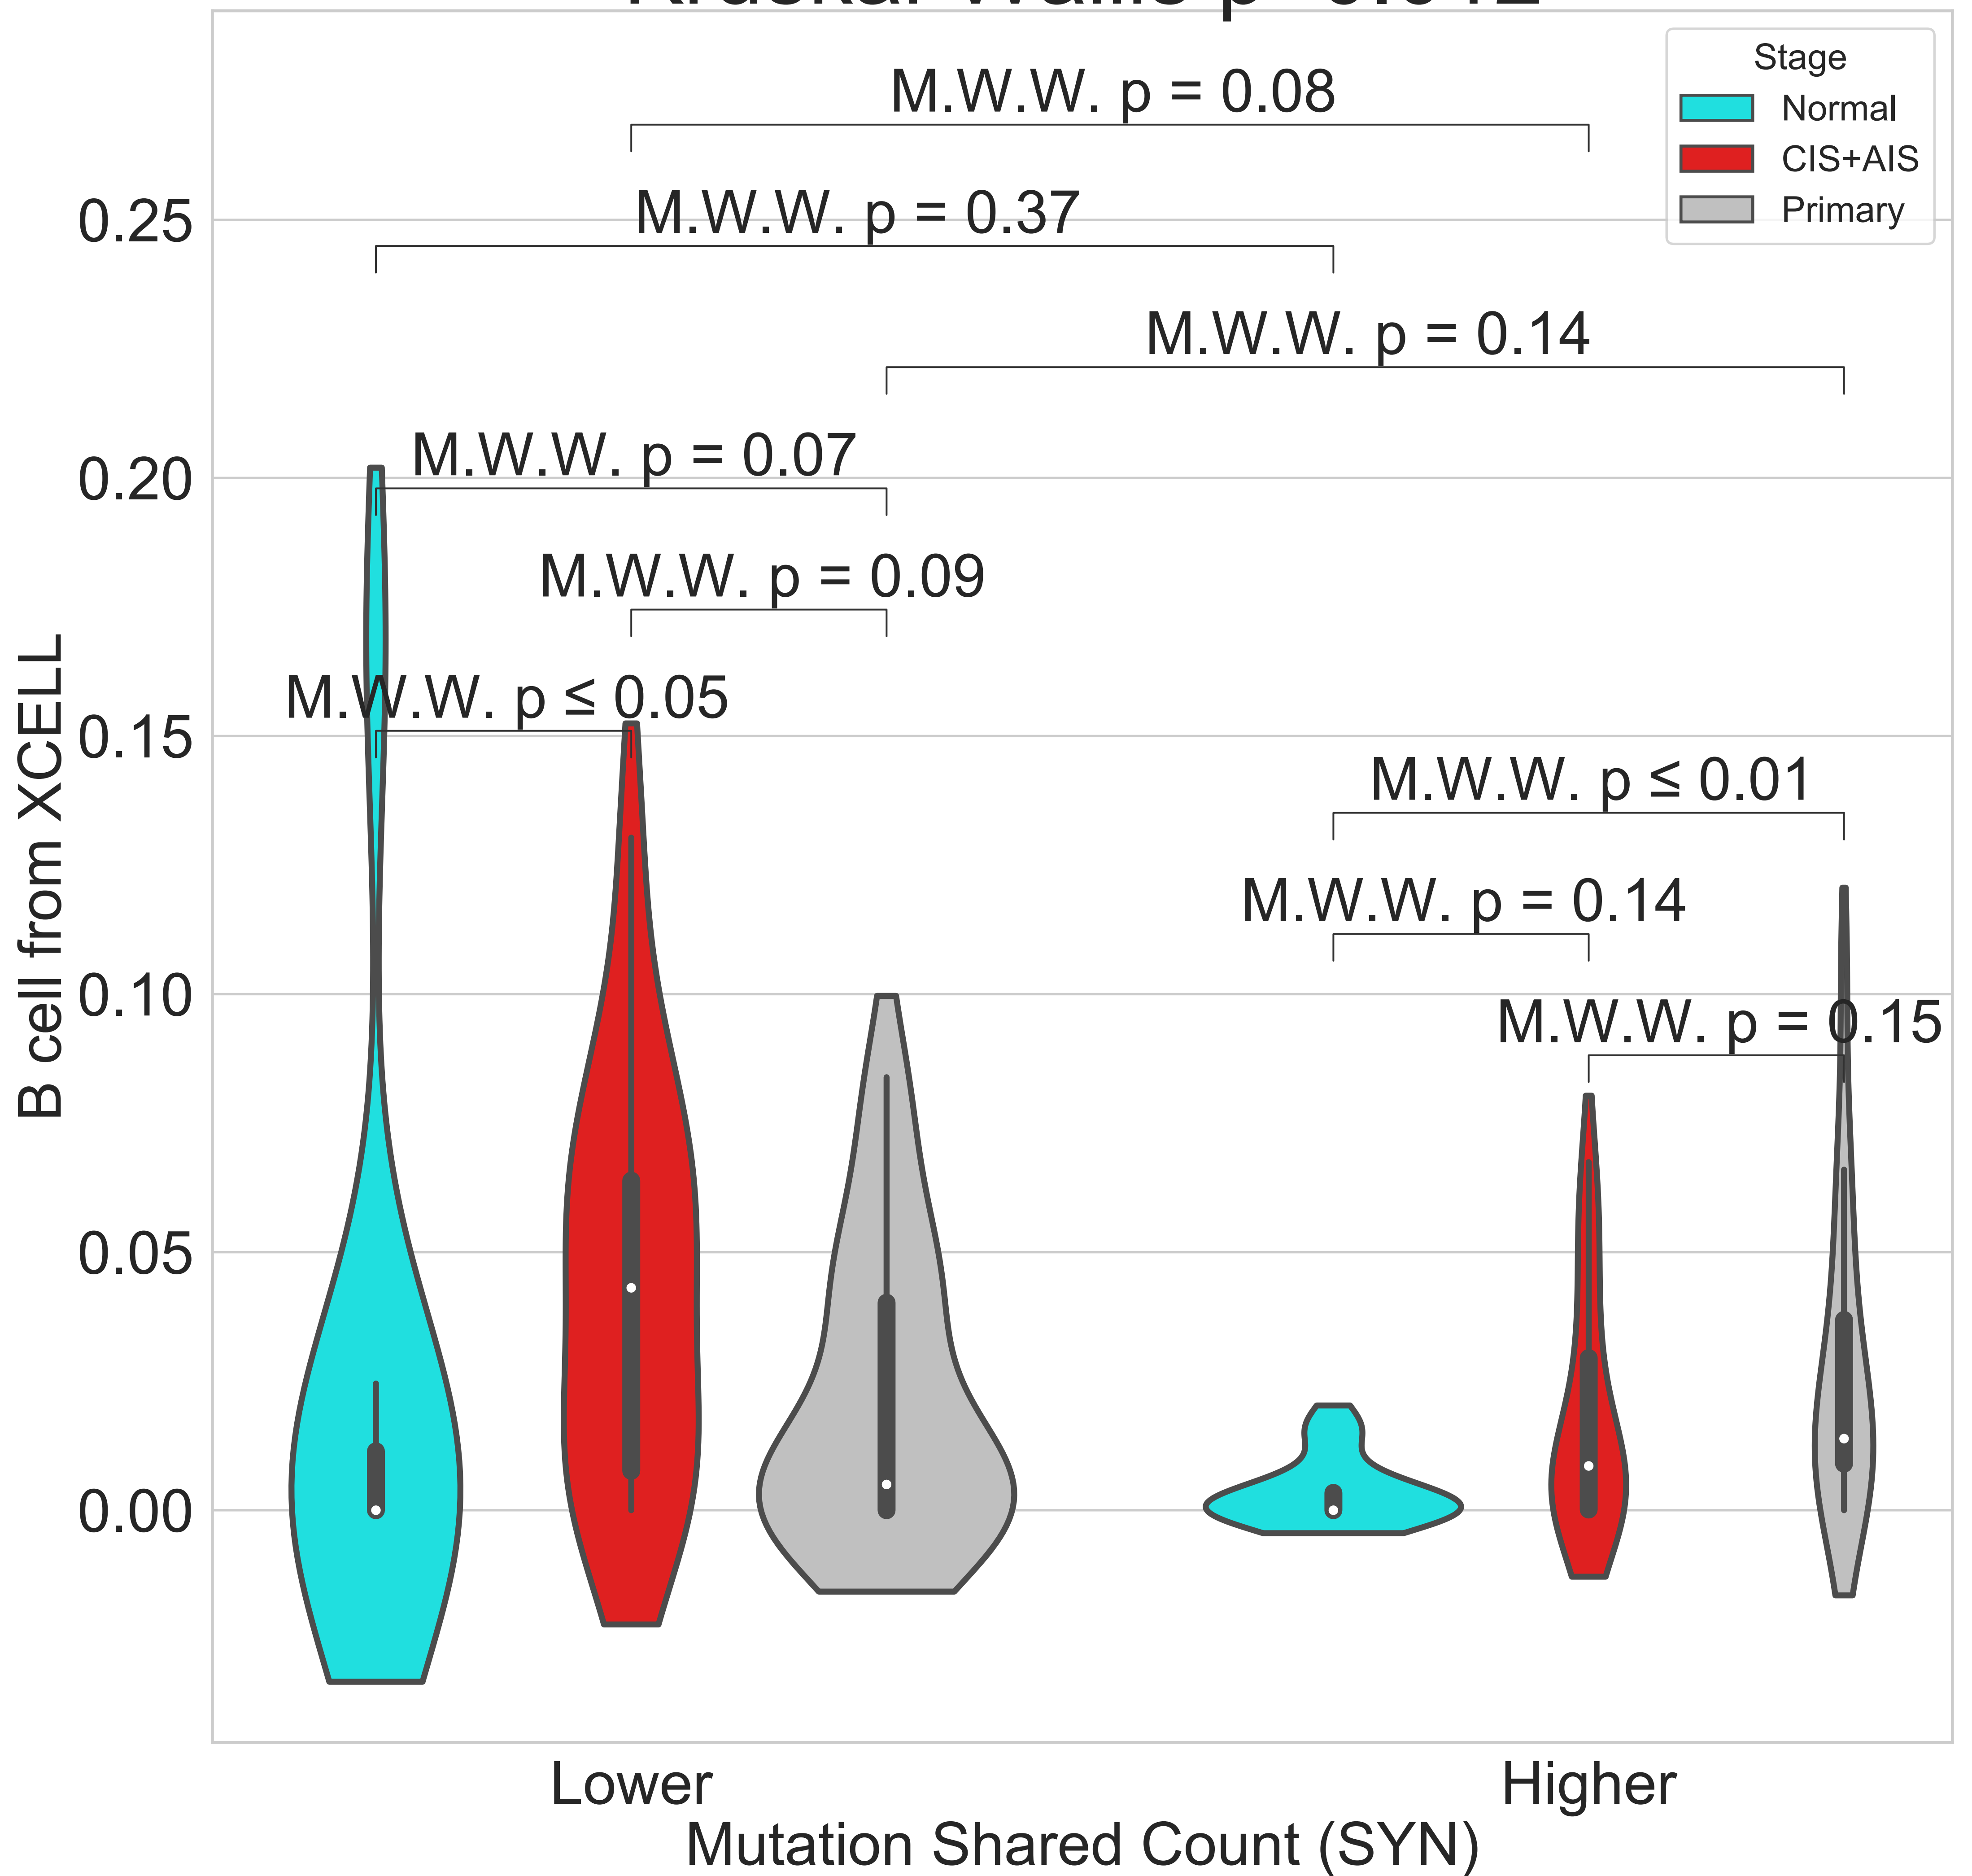 Stage
Normal
CIS+AIS
Primary
M.W.W. p = 0.08
M.W.W. p = 0.37
M.W.W. p = 0.14
M.W.W. p = 0.07
M.W.W. p = 0.09
M.W.W. p ≤ 0.05
M.W.W. p ≤ 0.01
M.W.W. p = 0.14
M.W.W. p = 0.15
B cell from XCELL
0.25
0.20
0.15
0.10
0.05
0.00
Lower
Higher
Mutation Shared Count (SYN)